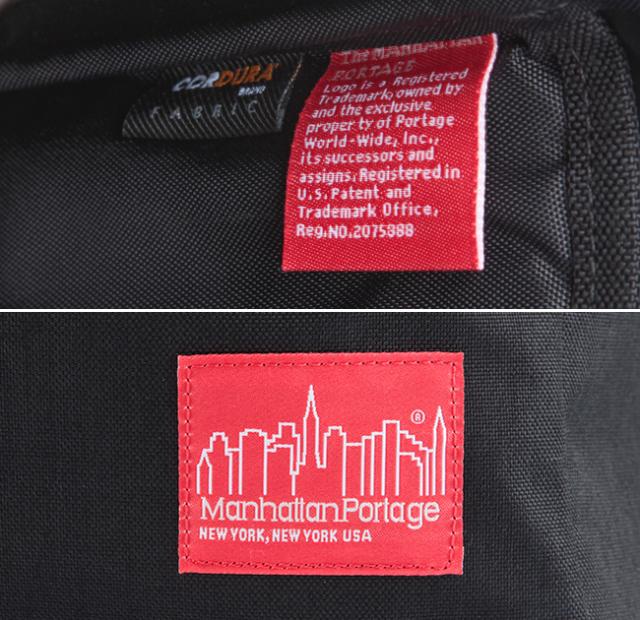 CORDURA
BRAND
FABRIC
The MANHATTAN
PORTAGE
Logo is a Registered
Trademark, owned by
and the exclusive
property of Portage
World-Wide, Inc.,
its successors and
assigns. Registered in
U.S. Patent and
Trademark Office,
Reg.NO.2075888
®
Manhattan Portage
NEW YORK, NEW YORK USA